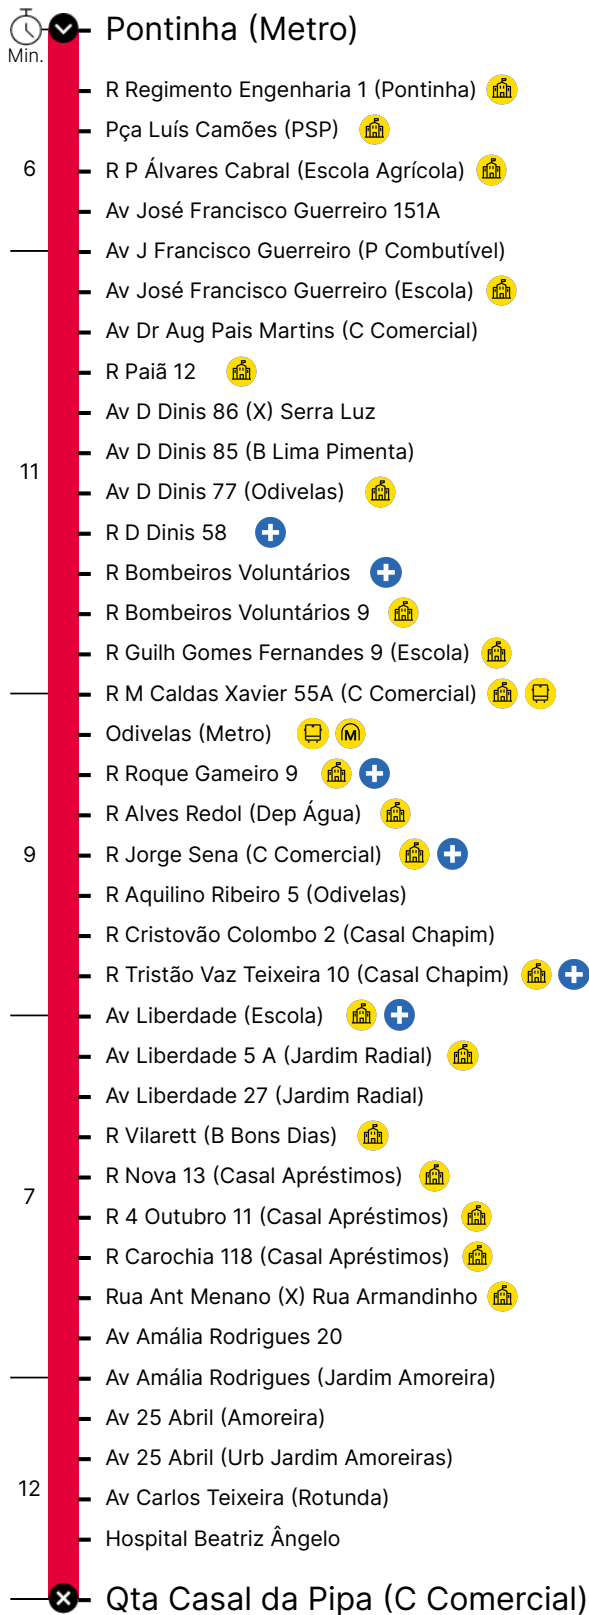 Pontinha (Metro)
Min.
R Regimento Engenharia 1 (Pontinha)
Pça Luís Camões (PSP)
6
R P Álvares Cabral (Escola Agrícola)
Av José Francisco Guerreiro 151A
Av J Francisco Guerreiro (P Combutível)
Av José Francisco Guerreiro (Escola)
Av Dr Aug Pais Martins (C Comercial)
R Paiã 12
Av D Dinis 86 (X) Serra Luz
Av D Dinis 85 (B Lima Pimenta)
11
Av D Dinis 77 (Odivelas)
R D Dinis 58
R Bombeiros Voluntários
R Bombeiros Voluntários 9
R Guilh Gomes Fernandes 9 (Escola)
R M Caldas Xavier 55A (C Comercial)
Odivelas (Metro) M
R Roque Gameiro 9
R Alves Redol (Dep Água)
9
R Jorge Sena (C Comercial)
R Aquilino Ribeiro 5 (Odivelas)
R Cristovão Colombo 2 (Casal Chapim)
R Tristão Vaz Teixeira 10 (Casal Chapim)
Av Liberdade (Escola)
Av Liberdade 5 A (Jardim Radial)
Av Liberdade 27 (Jardim Radial)
R Vilarett (B Bons Dias)
R Nova 13 (Casal Apréstimos)
7
R 4 Outubro 11 (Casal Apréstimos)
R Carochia 118 (Casal Apréstimos)
Rua Ant Menano (X) Rua Armandinho
Av Amália Rodrigues 20
Av Amália Rodrigues (Jardim Amoreira)
Av 25 Abril (Amoreira)
Av 25 Abril (Urb Jardim Amoreiras)
12
Av Carlos Teixeira (Rotunda)
Hospital Beatriz Ângelo
Qta Casal da Pipa (C Comercial)